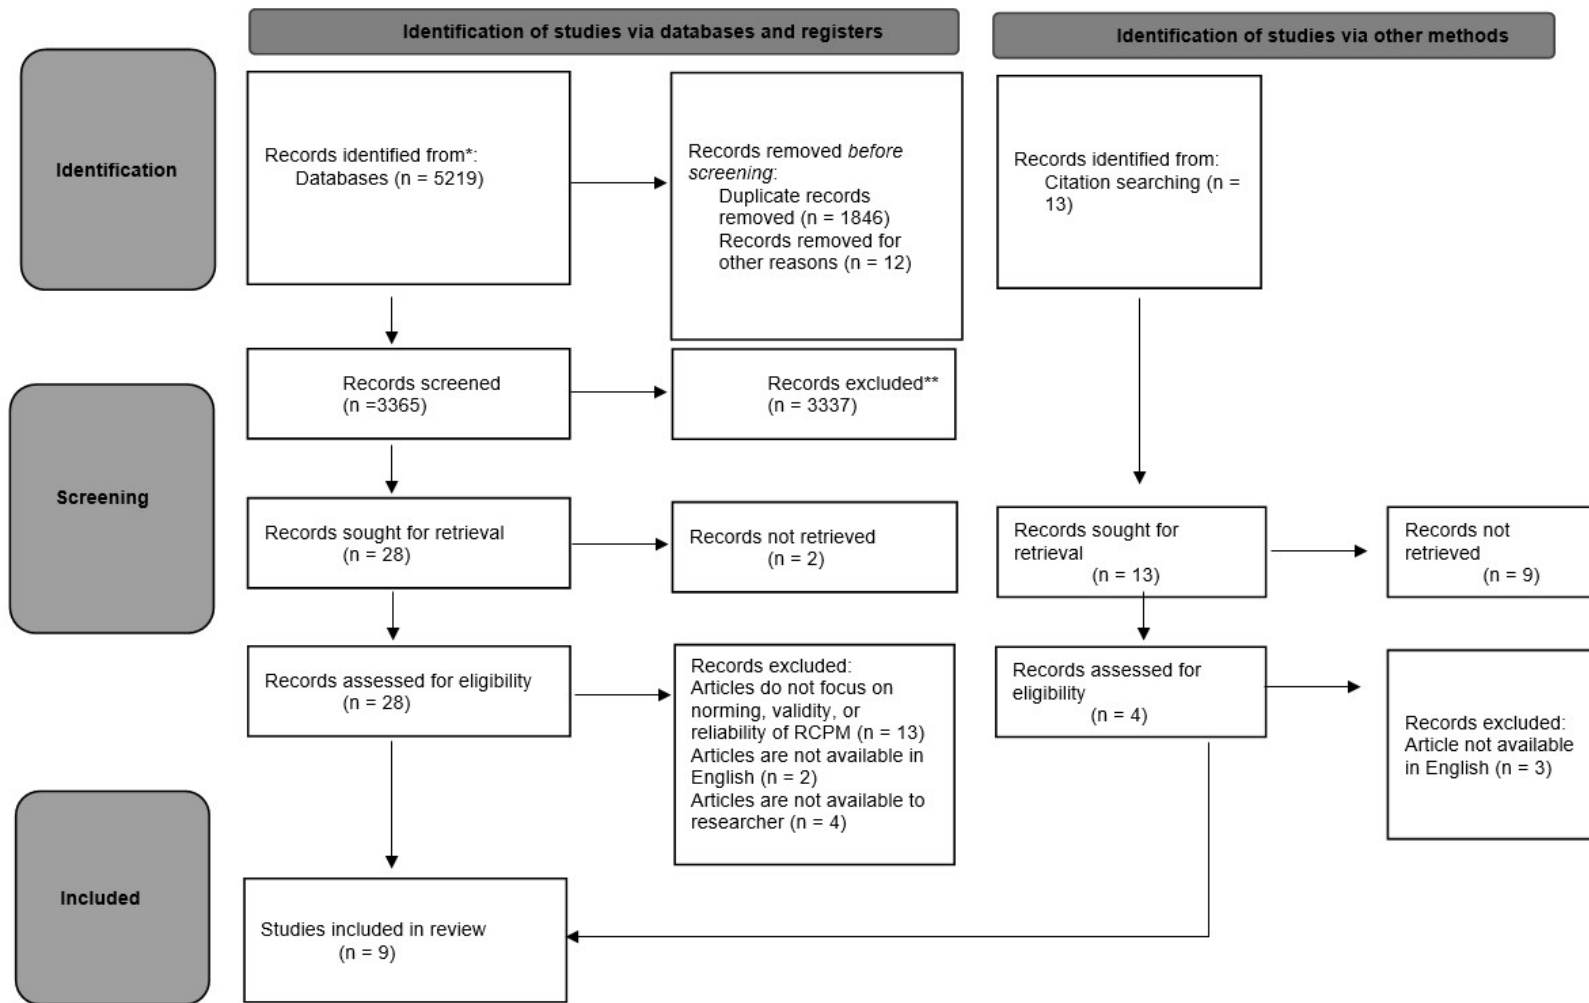 Identification of studies via databases and registers
Identification of studies via other methods
Identification
Records identified from*:
Databases (n = 5219)
Records removed before
screening:
Duplicate records
removed (n = 1846)
Records removed for
other reasons (n = 12)
Records identified from:
Citation searching (n =
13)
Screening
Records screened
(n =3365)
Records excluded**
(n = 3337)
Records sought for retrieval
(n = 28)
Records not retrieved
(n = 2)
Records sought for
retrieval
(n = 13)
Records not
retrieved
(n = 9)
Records assessed for eligibility
(n = 28)
Records excluded:
Articles do not focus on
norming, validity, or
reliability of RCPM (n = 13)
Articles are not available in
English (n = 2)
Articles are not available to
researcher (n = 4)
Records assessed for
eligibility
(n = 4)
Records excluded:
Article not available
in English (n = 3)
Included
Studies included in review
(n = 9)